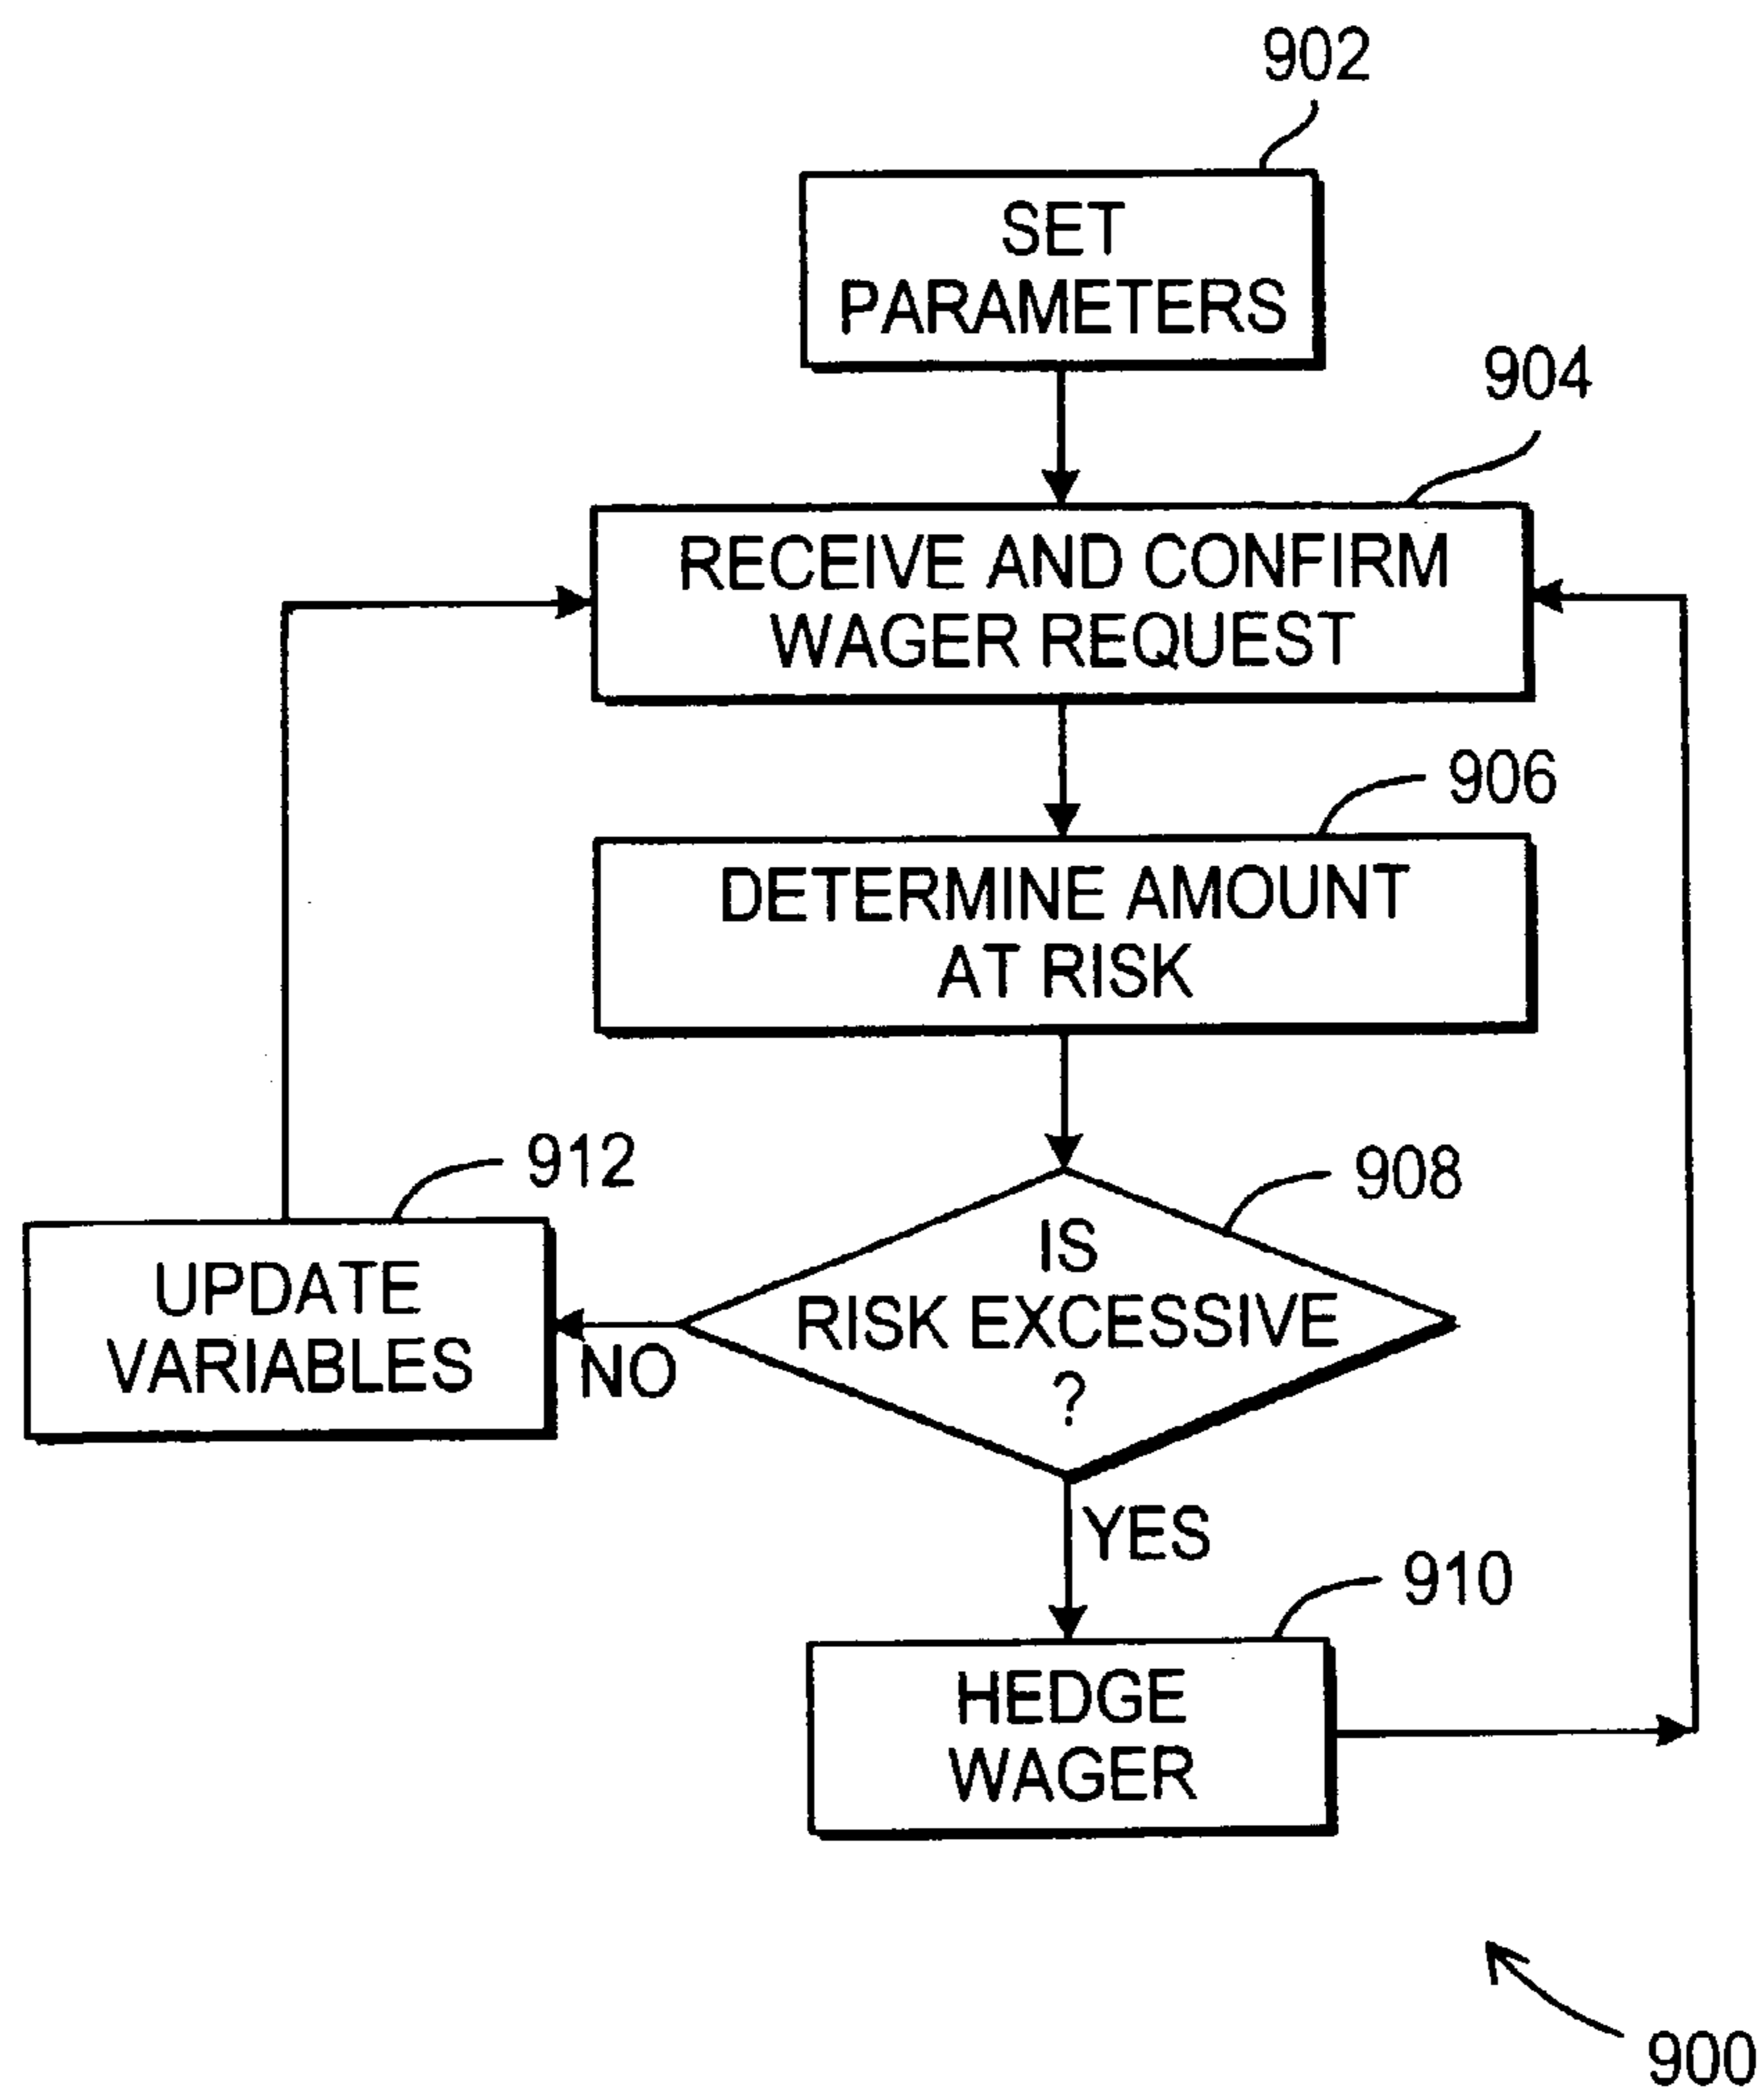 902
SET
PARAMETERS
904
RECEIVE AND CONFIRM
WAGER REQUEST
906
DETERMINE AMOUNT
AT RISK
912
908
UPDATE
VARIABLES
IS
RISK EXCESSIVE
?
NO
YES
910
HEDGE
WAGER
900